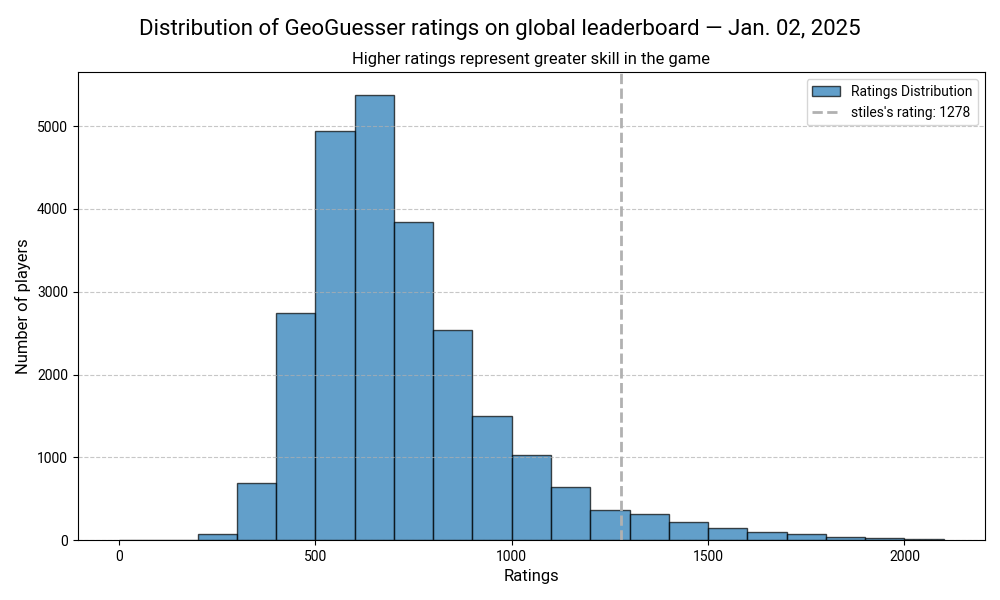 Distribution of GeoGuesser ratings on global leaderboard — Jan. 02, 2025
Higher ratings represent greater skill in the game
Ratings Distribution
stiles's rating: 1278
Number of players
5000
4000
3000
2000
1000
0
0 500 1000 1500 2000
Ratings